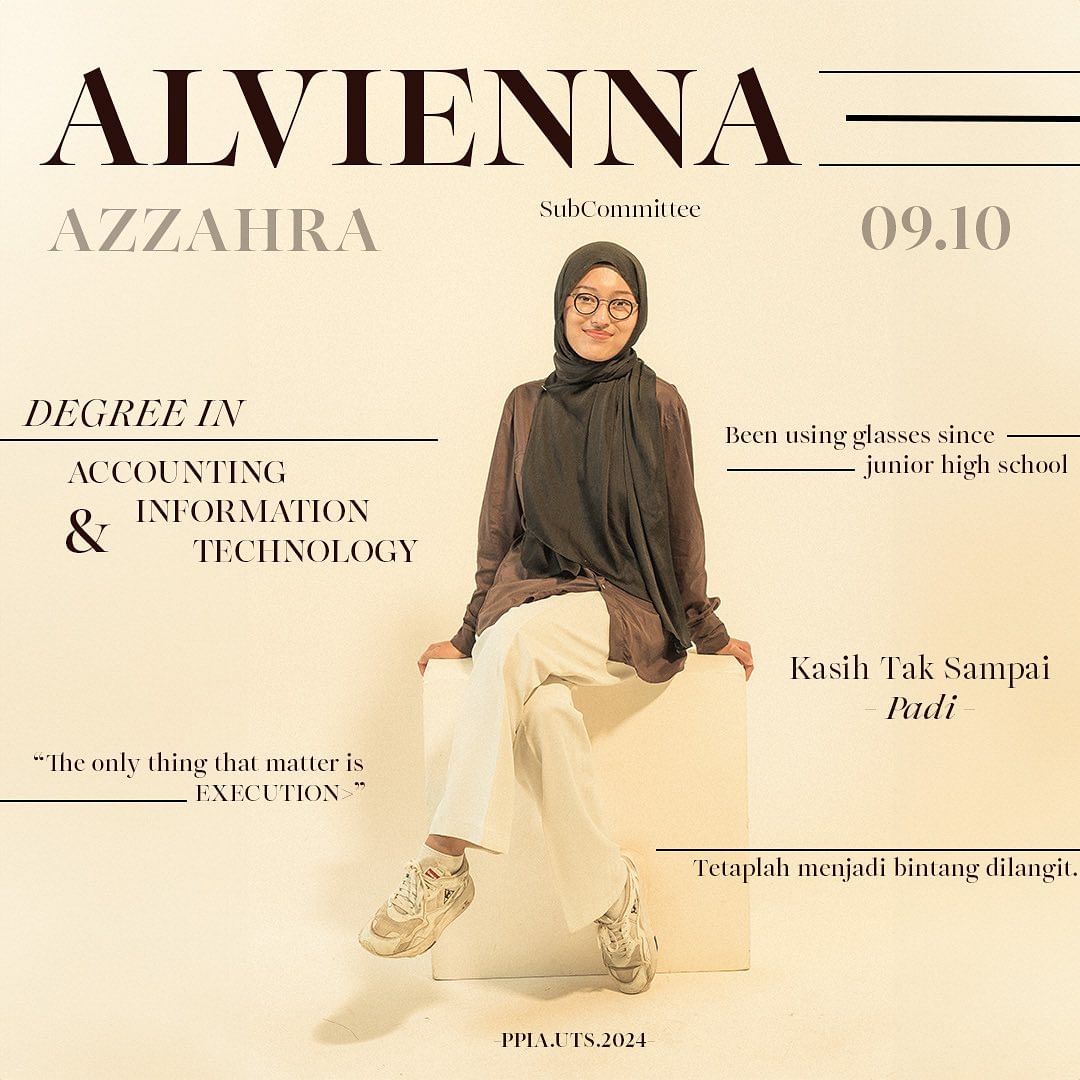 ALVIENNA
AZZAHRA
SubCommittee
09.10
DEGREE IN
ACCOUNTING
& INFORMATION
TECHNOLOGY
Been using glasses since
junior high school
Kasih Tak Sampai
- Padi -
“The only thing that matter is
EXECUTION>”
Tetaplah menjadi bintang dilangit.
-PPIA.UTS.2024-